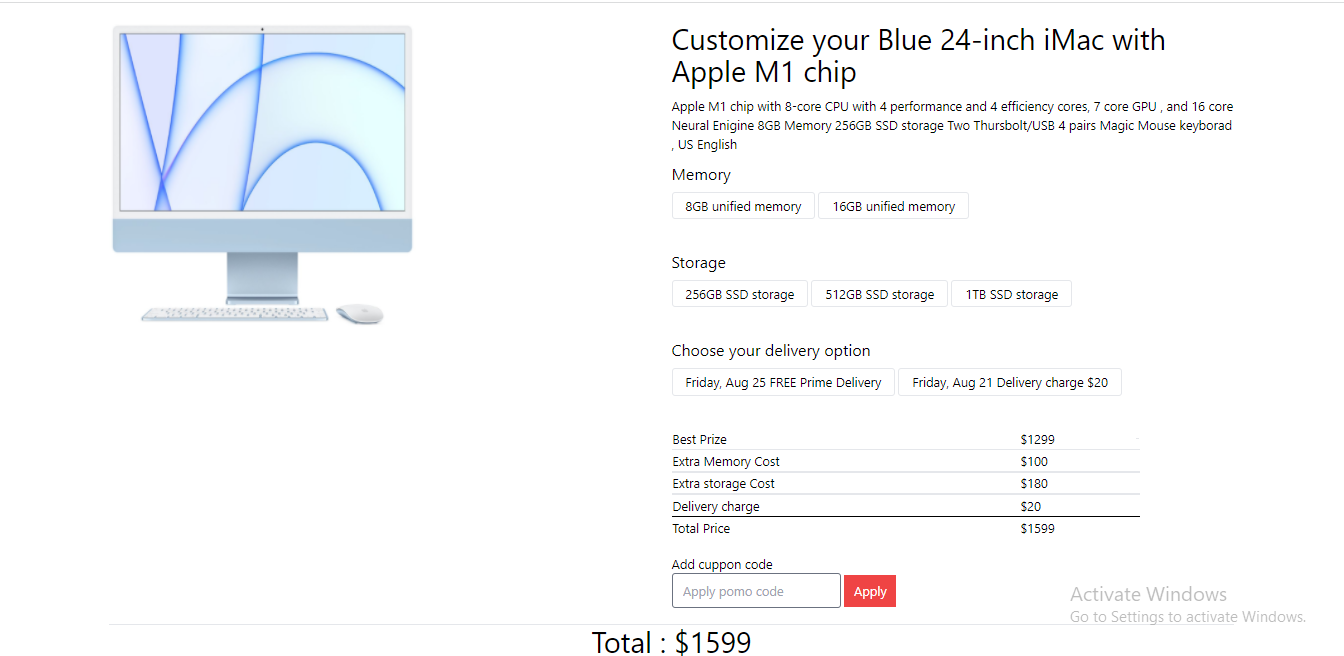 Customize your Blue 24-inch iMac with
Apple M1 chip
Apple M1 chip with 8-core CPU with 4 performance and 4 efficiency cores, 7 core GPU , and 16 core
Neural Enigine 8GB Memory 256GB SSD storage Two Thursbolt/USB 4 pairs Magic Mouse keyborad
, US English
Memory
8GB unified memory 16GB unified memory
Storage
256GB SSD storage 512GB SSD storage 1TB SSD storage
Choose your delivery option
Friday, Aug 25 FREE Prime Delivery Friday, Aug 21 Delivery charge $20
Best Prize $1299
Extra Memory Cost $100
Extra storage Cost $180
Delivery charge $20
Total Price $1599
Add cuppon code
Apply pomo code Apply
Activate Windows
Go to Settings to activate Windows.
Total : $1599